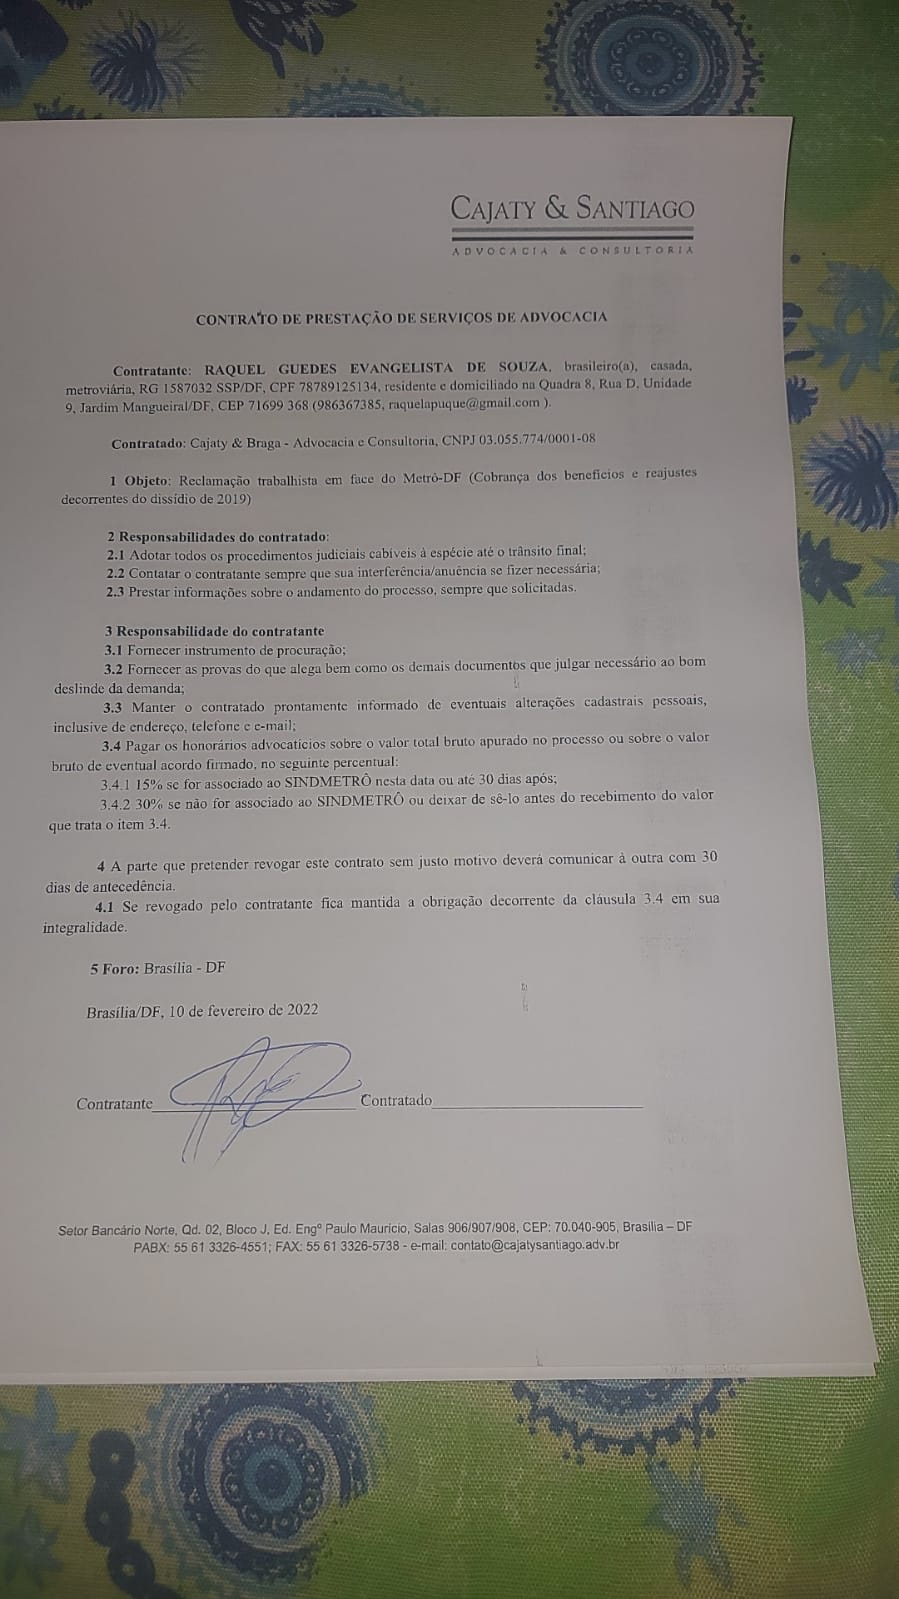 CAJATY & SANTIAGO
ADVOCACIA & CONSULTORIA
CONTRATO DE PRESTAÇÃO DE SERVIÇOS DE ADVOCACIA
Contratante: RAQUEL GUEDES EVANGELISTA DE SOUZA, brasileiro(a), casada,
metroviária, RG 1587032 SSP/DF, CPF 78789125134, residente e domiciliado na Quadra 8, Rua D, Unidade
9, Jardim Mangueiral/DF, CEP 71699 368 (986367385, raquelapuque@gmail.com ).
Contratado: Cajaty & Braga - Advocacia e Consultoria, CNPJ 03.055.774/0001-08
1 Objeto: Reclamação trabalhista em face do Metrô-DF (Cobrança dos benefícios e reajustes
decorrentes do dissídio de 2019)
2 Responsabilidades do contratado:
2.1 Adotar todos os procedimentos judiciais cabíveis à espécie até o trânsito final;
2.2 Contatar o contratante sempre que sua interferência/anuência se fizer necessária;
2.3 Prestar informações sobre o andamento do processo, sempre que solicitadas.
3 Responsabilidade do contratante
3.1 Fornecer instrumento de procuração;
3.2 Fornecer as provas do que alega bem como os demais documentos que julgar necessário ao bom
deslinde da demanda;
3.3 Manter o contratado prontamente informado de eventuais alterações cadastrais pessoais,
inclusive de endereço, telefone e e-mail;
3.4 Pagar os honorários advocatícios sobre o valor total bruto apurado no processo ou sobre o valor
bruto de eventual acordo firmado, no seguinte percentual:
3.4.1 15% se for associado ao SINDMETRÔ nesta data ou até 30 dias após;
3.4.2 30% se não for associado ao SINDMETRÔ ou deixar de sê-lo antes do recebimento do valor
que trata o item 3.4.
4 A parte que pretender revogar este contrato sem justo motivo deverá comunicar à outra com 30
dias de antecedência.
4.1 Se revogado pelo contratante fica mantida a obrigação decorrente da cláusula 3.4 em sua
integralidade.
5 Foro: Brasília - DF
Brasília/DF, 10 de fevereiro de 2022
Contratante Contratado
Setor Bancário Norte, Qd. 02, Bloco J, Ed. Engº Paulo Maurício, Salas 906/907/908, CEP: 70.040-905, Brasília – DF
PABX: 55 61 3326-4551; FAX: 55 61 3326-5738 - e-mail: contato@cajatysantiago.adv.br